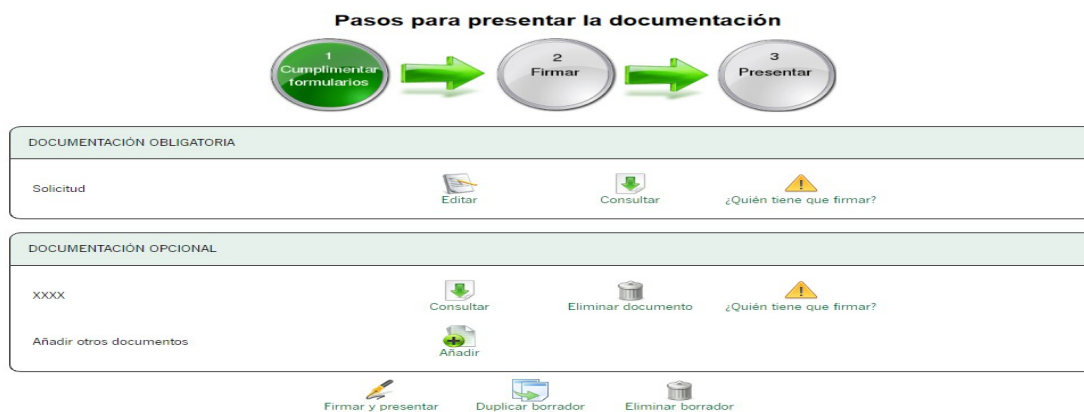 Pasos para presentar la documentación
1
Cumplimentar
formularios
2
Firmar
3
Presentar
DOCUMENTACIÓN OBLIGATORIA
Solicitud
Editar
Consultar
¿Quién tiene que firmar?
DOCUMENTACIÓN OPCIONAL
XXXX
Consultar
Eliminar documento
¿Quién tiene que firmar?
Añadir otros documentos
Añadir
Firmar y presentar
Duplicar borrador
Eliminar borrador